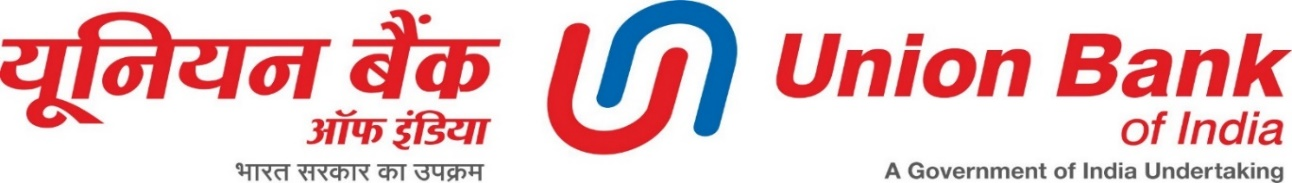 यूनियन बैंक
ऑफ इंडिया
भारत सरकार का उपक्रम
Union Bank
of India
A Government of India Undertaking